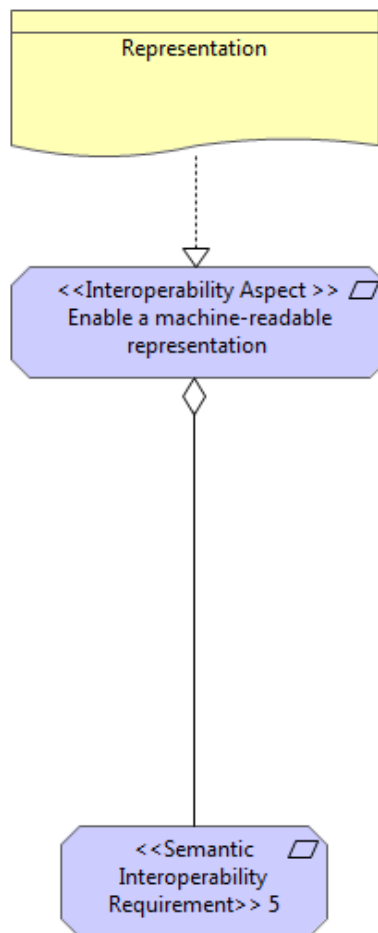 Representation
<<Interoperability Aspect >>
Enable a machine-readable
representation
<<Semantic
Interoperability
Requirement>> 5